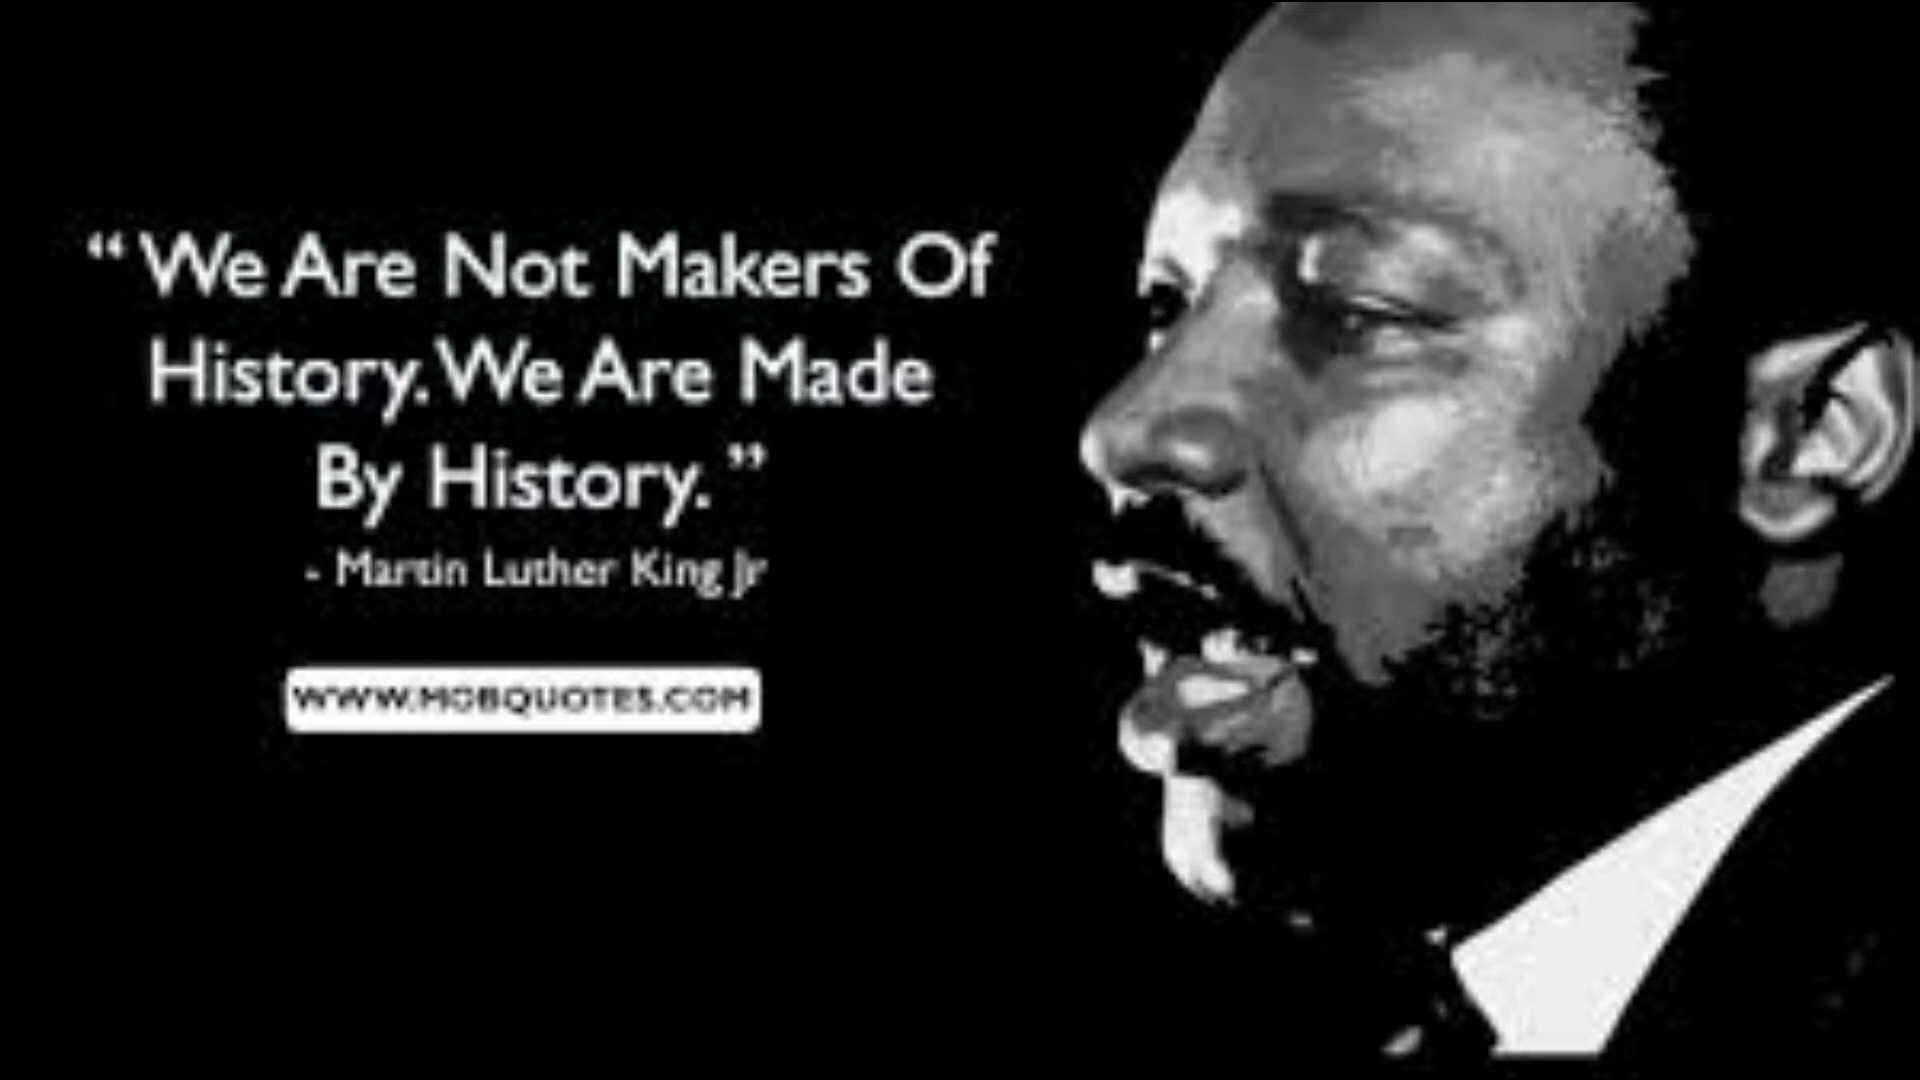 “ We Are Not Makers Of
History. We Are Made
By History. ”
- Martin Luther King Jr
WWW.MOBQUOTES.COM